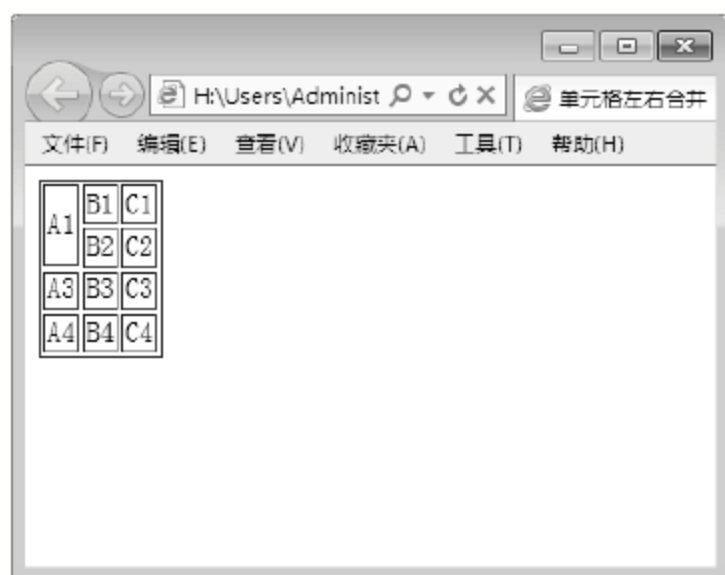 H:\Users\Administ
单元格左右合并
文件(F) 编辑(E) 查看(V) 收藏夹(A) 工具(T) 帮助(H)
A1 B1 C1
B2 C2
A3 B3 C3
A4 B4 C4